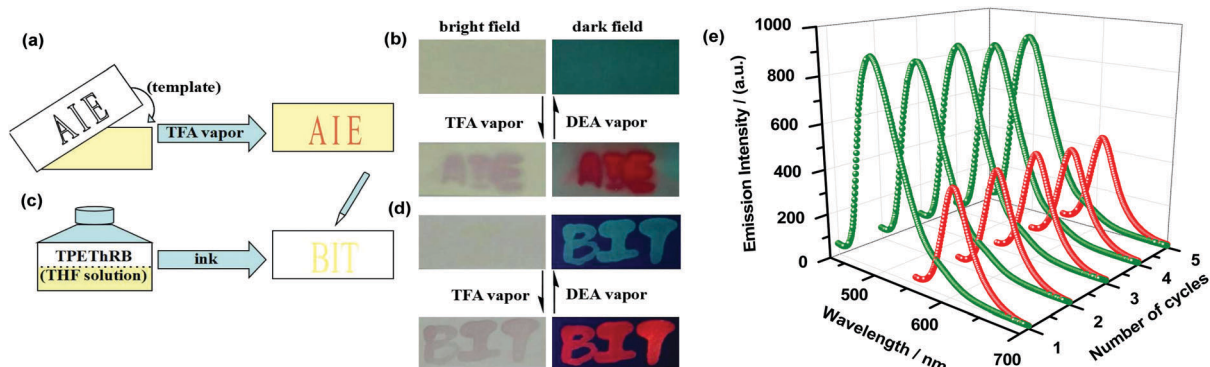 (a)
(template)
AIE
TFA vapor
AIE
(c)
TPEThRB
(THF solution)
ink
BIT
(b)
bright field
dark field
TFA vapor
DEA vapor
AIE
AIE
(d)
BIT
TFA vapor
DEA vapor
BIT
BIT
(e)
Emission Intensity / (a.u.)
1000
800
600
400
200
0
500
600
700
Wavelength / nm
1
2
3
4
5
Number of cycles